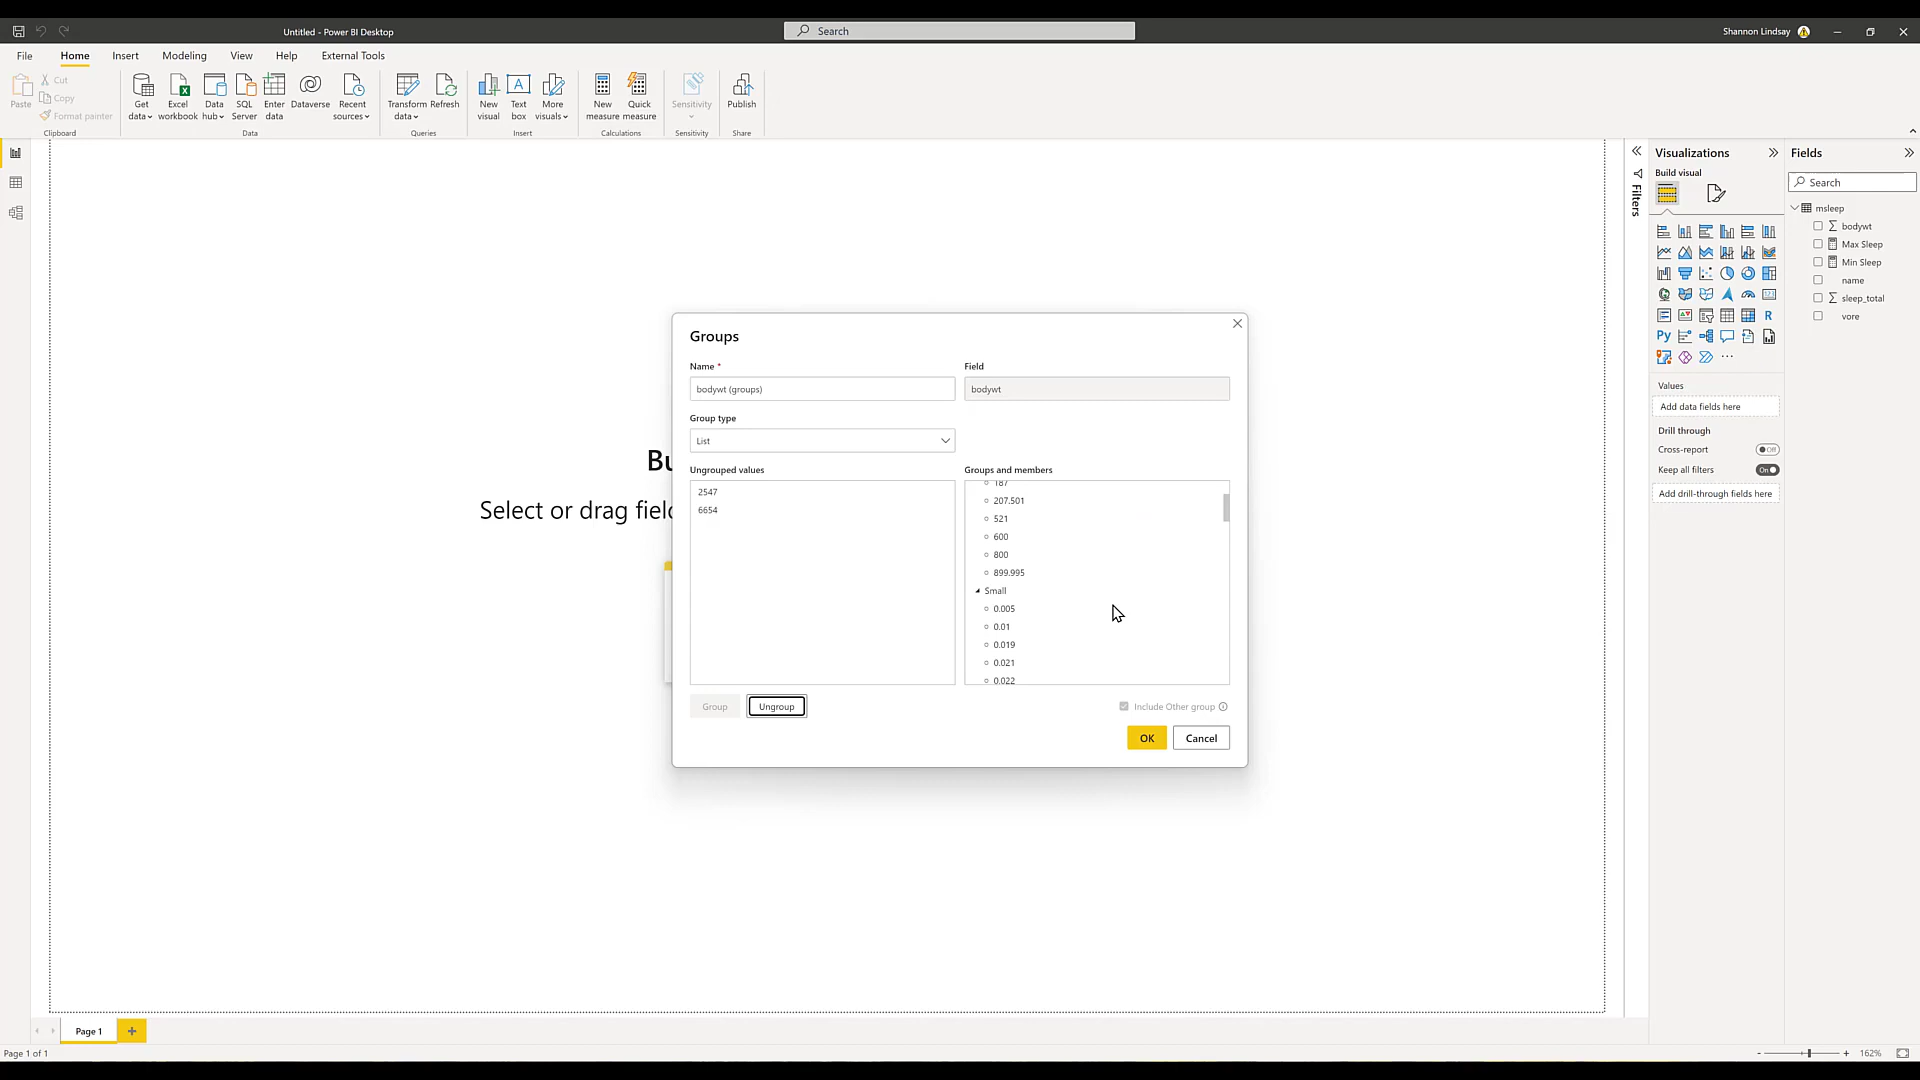 Untitled - Power BI Desktop
Search
Shannon Lindsay
File Home Insert Modeling View Help External Tools
Paste
Cut
Copy
Format painter
Get data
Excel workbook
Data hub
SQL Server
Enter data
Dataverse
Recent sources
Transform data
Refresh
New visual
Text box
More visuals
New measure
Quick measure
Sensitivity
Publish
Clipboard
Data
Queries
Insert
Calculations
Sensitivity
Share
Select or drag
Groups
Name *
bodywt (groups)
Field
bodywt
Group type
List
Ungrouped values
2547
6654
Groups and members
187
207.501
521
600
800
899.995
Small
0.005
0.01
0.019
0.021
0.022
Group
Ungroup
Include Other group
OK
Cancel
Filters
Visualizations
Build visual
R
Py
Values
Add data fields here
Drill through
Cross-report
Off
Keep all filters
On
Add drill-through fields here
Fields
Search
msleep
bodywt
Max Sleep
Min Sleep
name
sleep_total
vore
Page 1
Page 1 of 1
162%